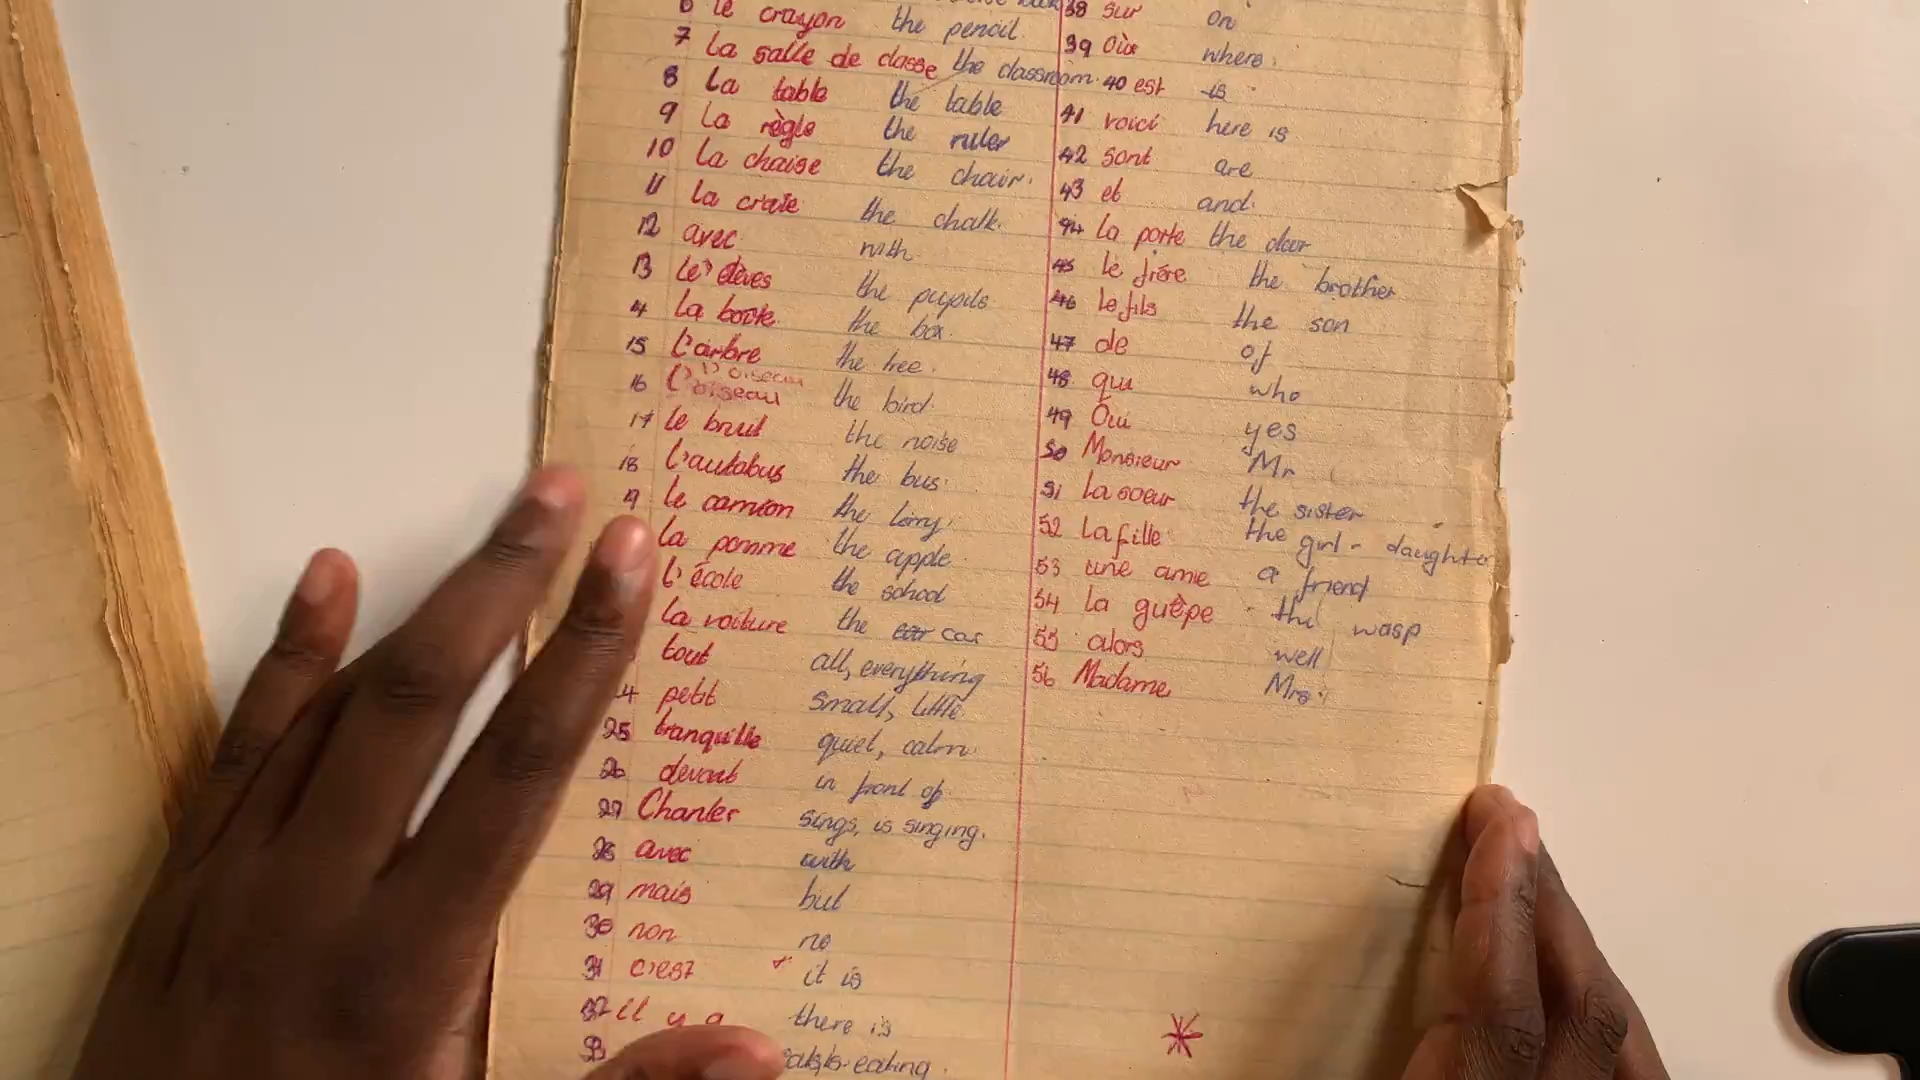 6 le crayon the pencil.
7 La salle de classe the classroom.
8 La table the table
9 La règle the ruler
10 La chaise the chair.
11 La craie the chalk.
12 avec with
13 Les élèves the pupils
4 La boîte the box.
15 L'arbre the tree.
16 L'oiseau l'oiseau the bird.
17 le bruit the noise
18 L'autobus the bus.
9 le camion the lorry.
La pomme the apple.
L'école the school
La voiture the car
tout all, everything
4 petit small, little
25 tranquille quiet, calm.
26 devant in front of
27 Chanter sings, is singing.
28 avec with
29 mais but
30 non no
31 c'est it is
32 il y a there is
33 eating.
38 sur on
39 Où where.
40 est is
41 voici here is
42 sont are
43 et and.
44 La porte the door
45 Le frère the brother
46 Le fils the son
47 de of
48 qui who
49 Oui yes
50 Monsieur Mr
51 La soeur the sister
52 La fille the girl - daughter
53 une amie a friend
54 La guêpe the wasp
55 alors well
56 Madame Mrs.